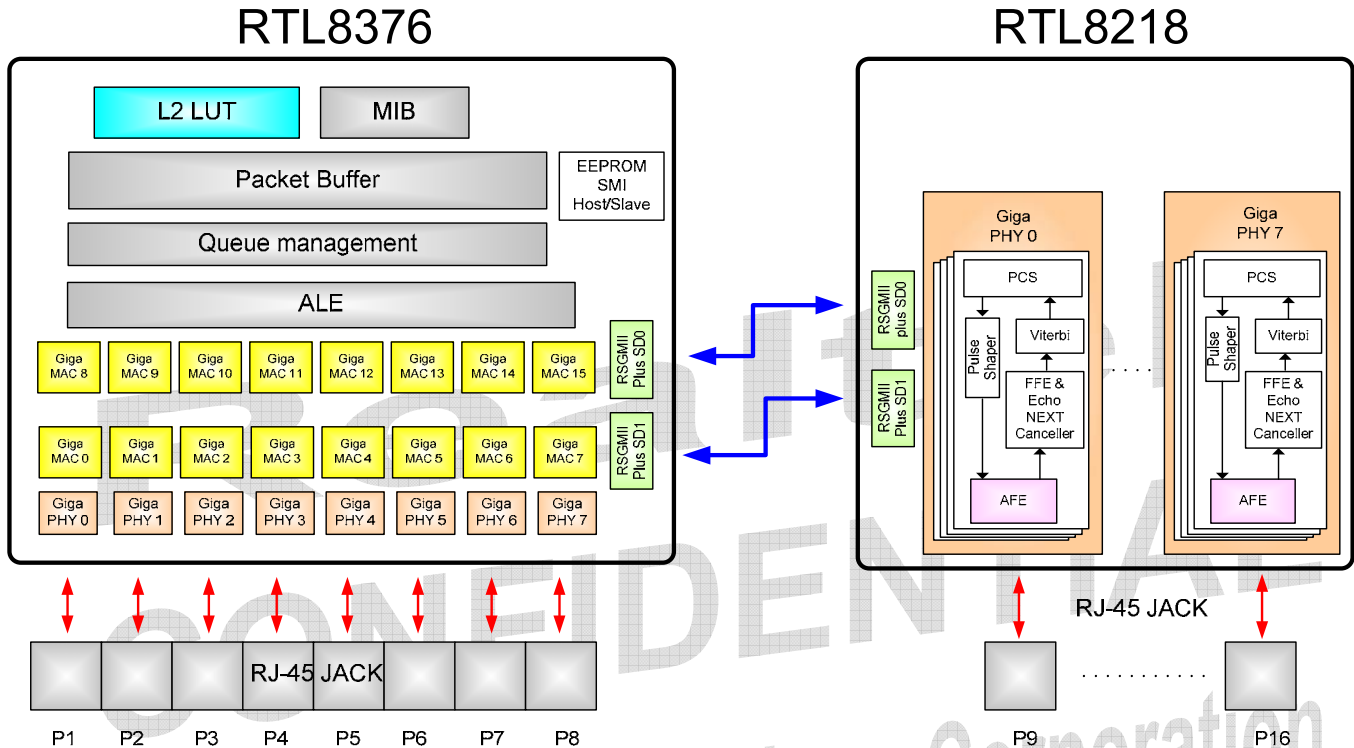 RTL8376
RTL8218
L2 LUT
MIB
Packet Buffer
EEPROM
SMI
Host/Slave
Queue management
ALE
Giga
MAC 8
Giga
MAC 9
Giga
MAC 10
Giga
MAC 11
Giga
MAC 12
Giga
MAC 13
Giga
MAC 14
Giga
MAC 15
RSGMII
Plus SD0
Giga
MAC 0
Giga
MAC 1
Giga
MAC 2
Giga
MAC 3
Giga
MAC 4
Giga
MAC 5
Giga
MAC 6
Giga
MAC 7
RSGMII
Plus SD1
Giga
PHY 0
Giga
PHY 1
Giga
PHY 2
Giga
PHY 3
Giga
PHY 4
Giga
PHY 5
Giga
PHY 6
Giga
PHY 7
RJ-45 JACK
P1 P2 P3 P4 P5 P6 P7 P8
RSGMII
plus SD0
RSGMII
Plus SD1
Giga
PHY 0
PCS
Pulse
Shaper
Viterbi
FFE &
Echo
NEXT
Canceller
AFE
. . . . . .
Giga
PHY 7
PCS
Pulse
Shaper
Viterbi
FFE &
Echo
NEXT
Canceller
AFE
RJ-45 JACK
. . . . . . . . . . .
P9 P16
Realtek
CONFIDENTIAL
Corporation